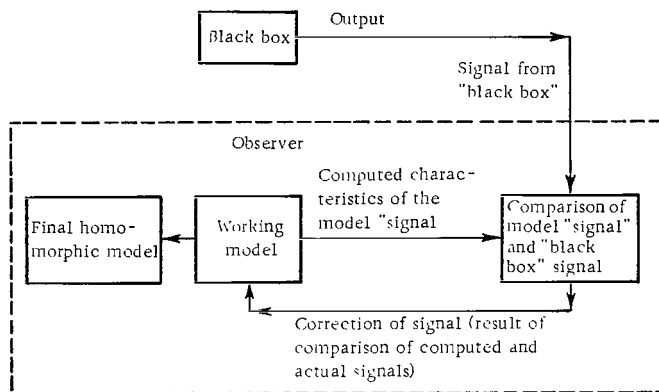 Output
Black box
Signal from
"black box"
Observer
Computed charac-
teristics of the
model "signal
Final homo-
morphic model
Working
model
Comparison of
model "signal"
and "black
box" signal
Correction of signal (result of
comparison of computed and
actual signals)